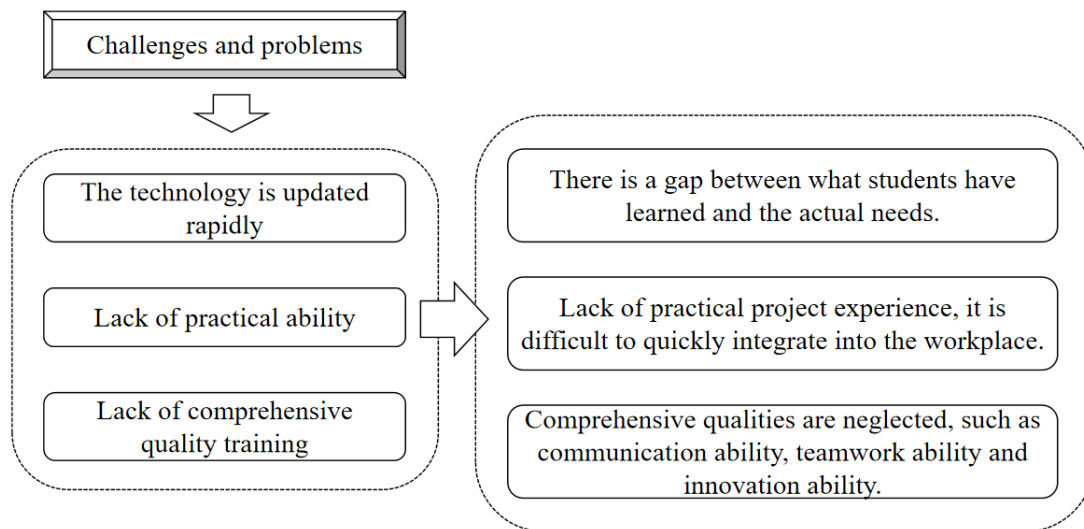 Challenges and problems
The technology is updated
rapidly
Lack of practical ability
Lack of comprehensive
quality training
There is a gap between what students have
learned and the actual needs.
Lack of practical project experience, it is
difficult to quickly integrate into the workplace.
Comprehensive qualities are neglected, such as
communication ability, teamwork ability and
innovation ability.